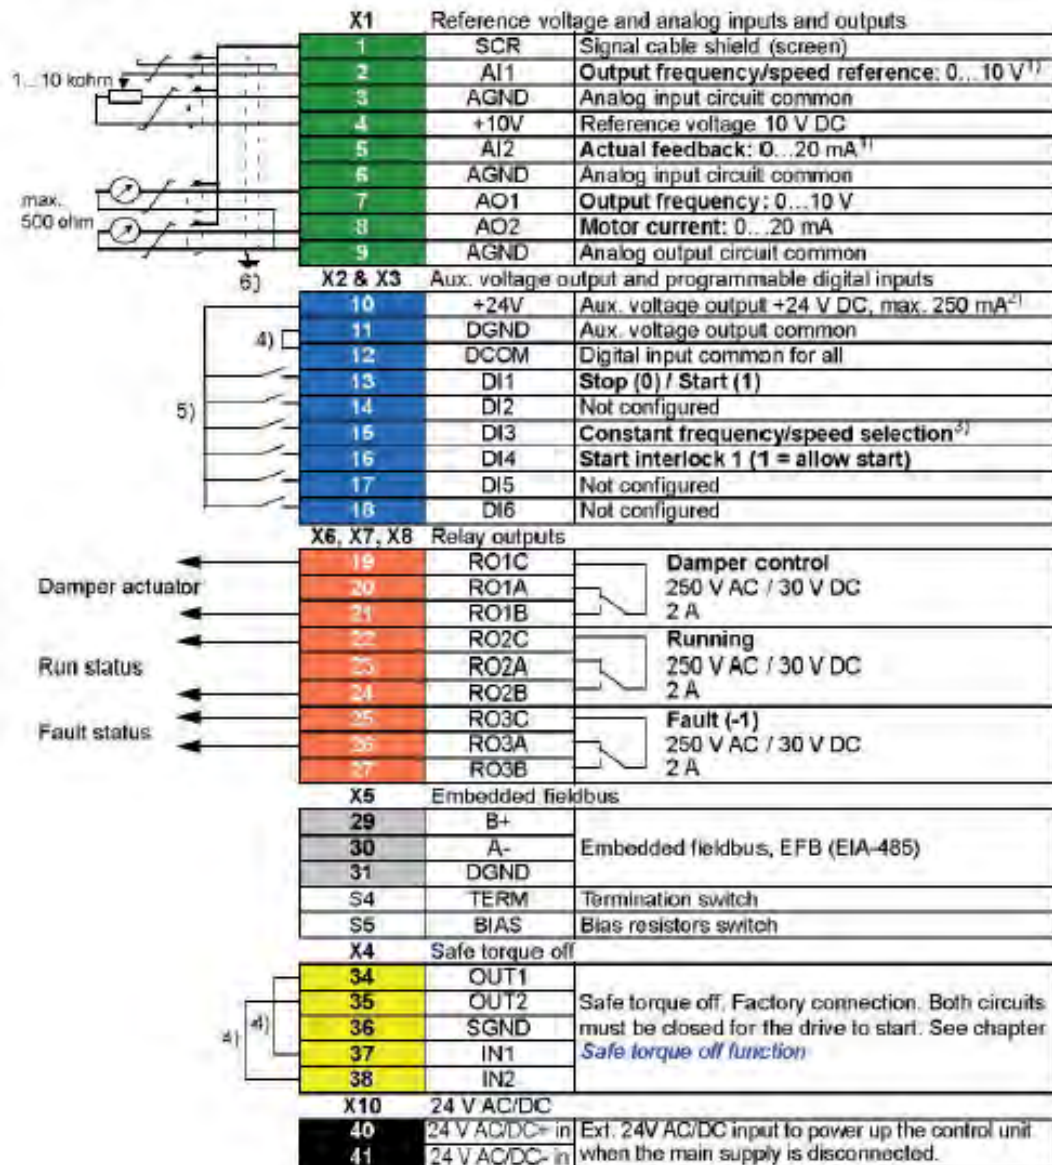 X1 Reference voltage and analog inputs and outputs
1 SCR Signal cable shield (screen)
1...10 kohm
2 AI1 Output frequency/speed reference: 0...10 V1)
3 AGND Analog input circuit common
4 +10V Reference voltage 10 V DC
5 AI2 Actual feedback: 0...20 mA1)
6 AGND Analog input circuit common
max.
500 ohm
7 AO1 Output frequency: 0...10 V
8 AO2 Motor current: 0...20 mA
9 AGND Analog output circuit common
6)
X2 & X3 Aux. voltage output and programmable digital inputs
10 +24V Aux. voltage output +24 V DC, max. 250 mA2)
4)
11 DGND Aux. voltage output common
12 DCOM Digital input common for all
13 DI1 Stop (0) / Start (1)
5)
14 DI2 Not configured
15 DI3 Constant frequency/speed selection3)
16 DI4 Start interlock 1 (1 = allow start)
17 DI5 Not configured
18 DI6 Not configured
X6, X7, X8 Relay outputs
19 RO1C Damper control
Damper actuator 20 RO1A 250 V AC / 30 V DC
21 RO1B 2 A
22 RO2C Running
Run status 23 RO2A 250 V AC / 30 V DC
24 RO2B 2 A
25 RO3C Fault (-1)
Fault status 26 RO3A 250 V AC / 30 V DC
27 RO3B 2 A
X5 Embedded fieldbus
29 B+
30 A- Embedded fieldbus, EFB (EIA-485)
31 DGND
S4 TERM Termination switch
S5 BIAS Bias resistors switch
X4 Safe torque off
34 OUT1
35 OUT2 Safe torque off. Factory connection. Both circuits
4) 4) 36 SGND must be closed for the drive to start. See chapter
37 IN1 Safe torque off function
38 IN2
X10 24 V AC/DC
40 24 V AC/DC+ in Ext. 24V AC/DC input to power up the control unit
41 24 V AC/DC- in when the main supply is disconnected.